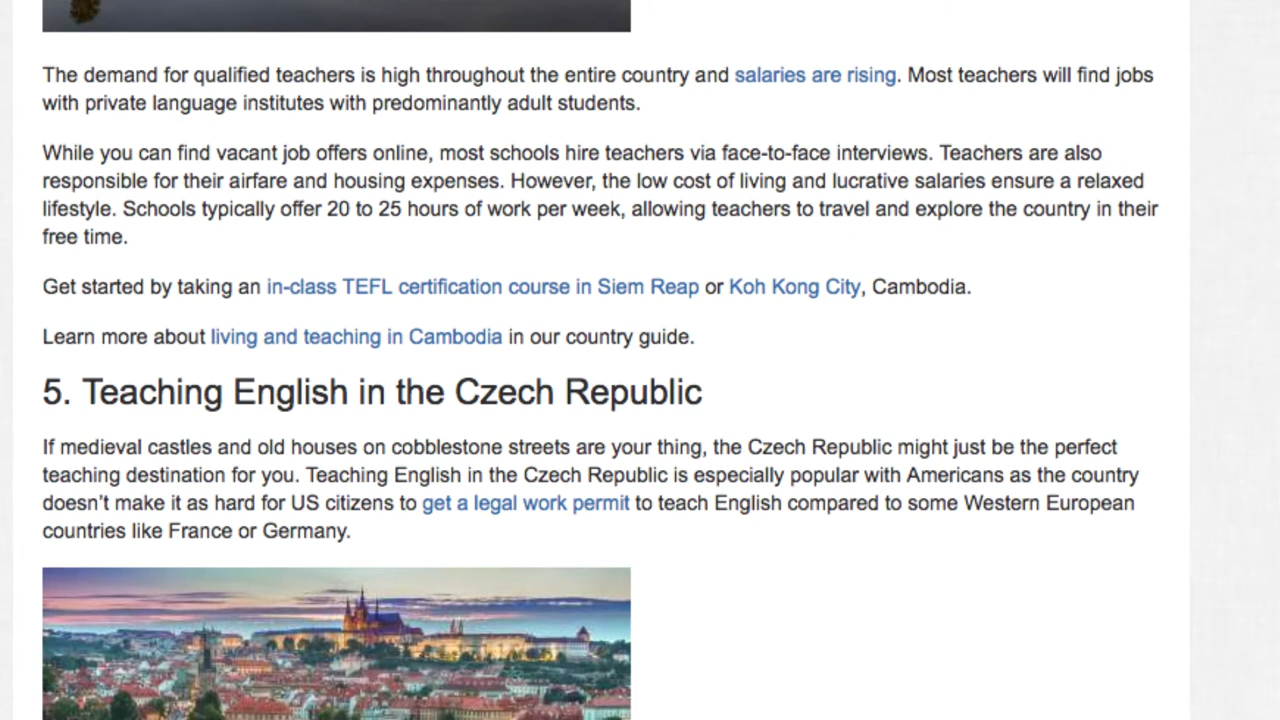 The demand for qualified teachers is high throughout the entire country and salaries are rising. Most teachers will find jobs
with private language institutes with predominantly adult students.
While you can find vacant job offers online, most schools hire teachers via face-to-face interviews. Teachers are also
responsible for their airfare and housing expenses. However, the low cost of living and lucrative salaries ensure a relaxed
lifestyle. Schools typically offer 20 to 25 hours of work per week, allowing teachers to travel and explore the country in their
free time.
Get started by taking an in-class TEFL certification course in Siem Reap or Koh Kong City, Cambodia.
Learn more about living and teaching in Cambodia in our country guide.
5. Teaching English in the Czech Republic
If medieval castles and old houses on cobblestone streets are your thing, the Czech Republic might just be the perfect
teaching destination for you. Teaching English in the Czech Republic is especially popular with Americans as the country
doesn't make it as hard for US citizens to get a legal work permit to teach English compared to some Western European
countries like France or Germany.